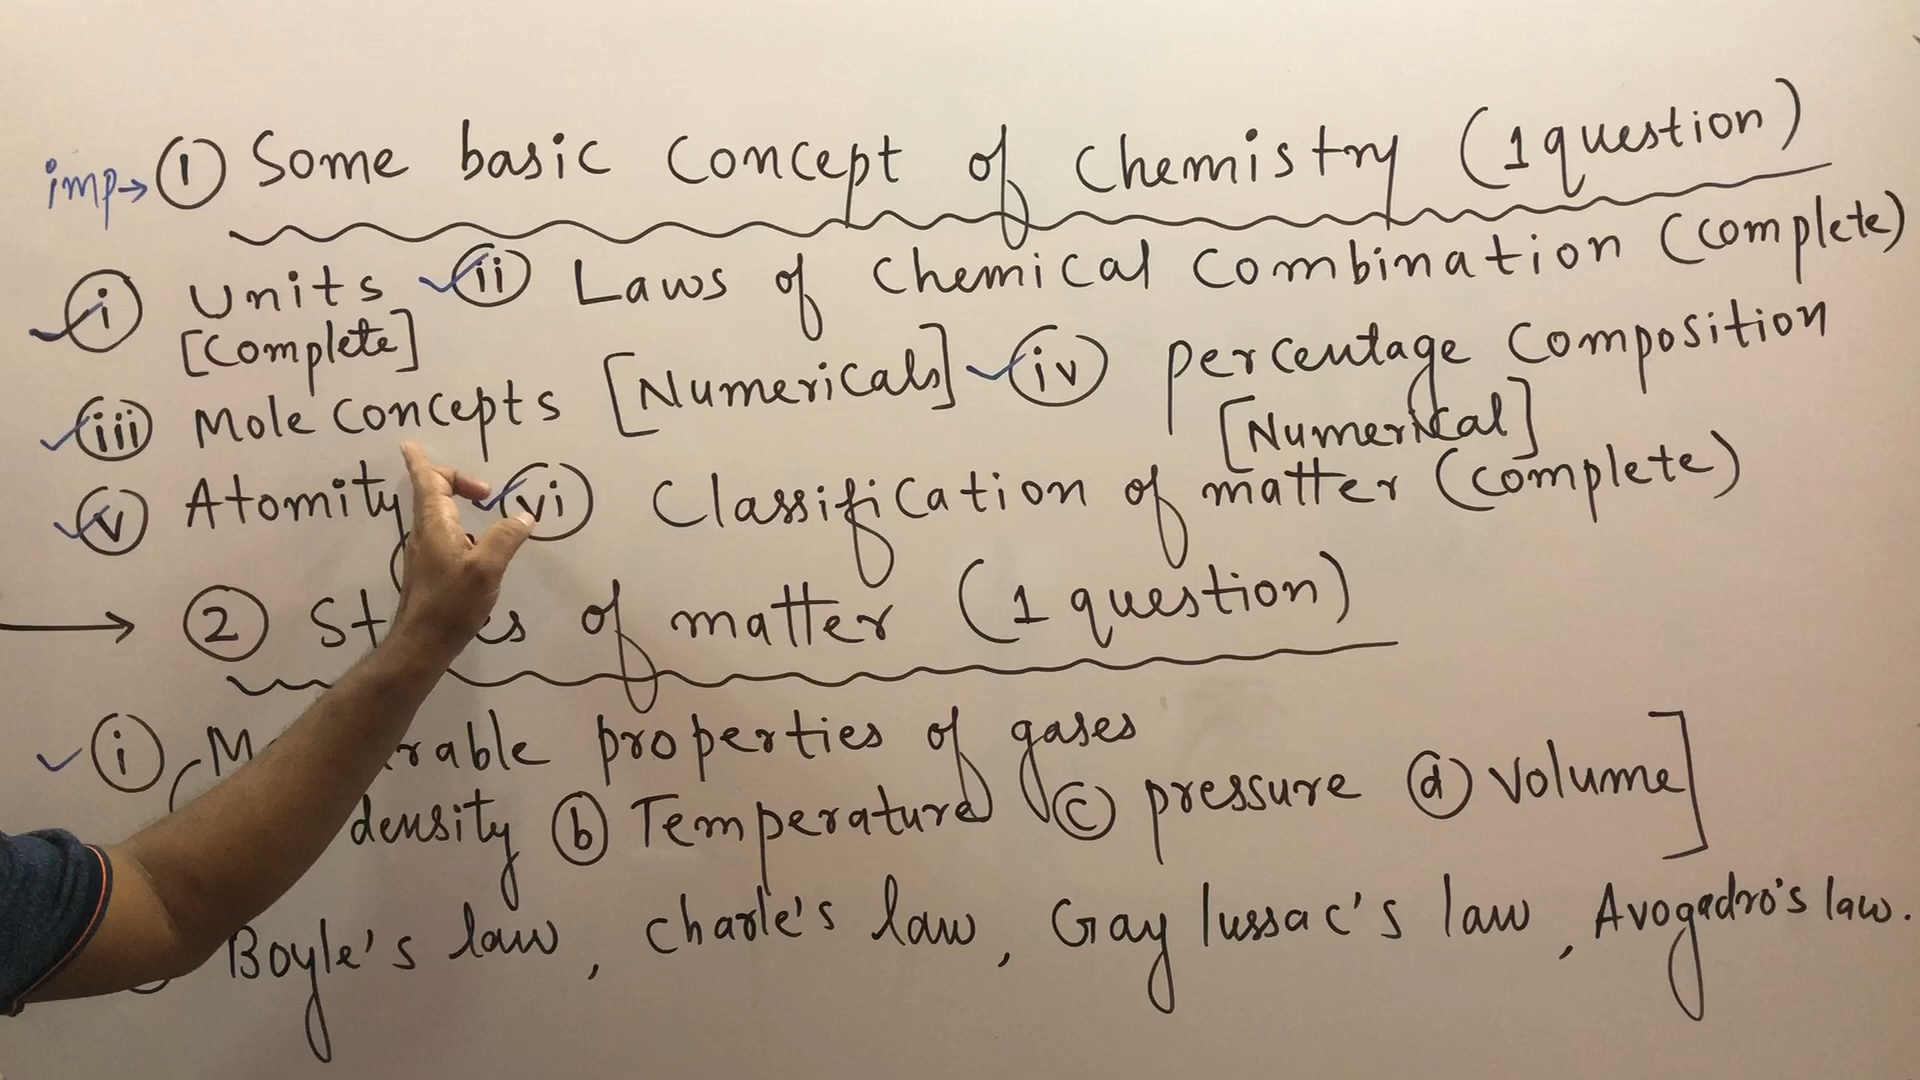 imp→ ① Some basic concept of chemistry (1 question)
ⓘ Units ✓ⓘⓘ Laws of chemical combination (complete)
[complete]
ⓘⓘⓘ Mole concepts [Numericals] ✓ⓘⓥ percentage composition
[Numerical]
ⓥ Atomity ✓ⓥⓘ Classification of matter (complete)
→ ② of matter (1 question)
✓ⓘ properties of gases
density ⓑ Temperature ⓒ pressure ⓓ volume]
Boyle's law, Charle's law, Gay lussac's law, Avogadro's law.